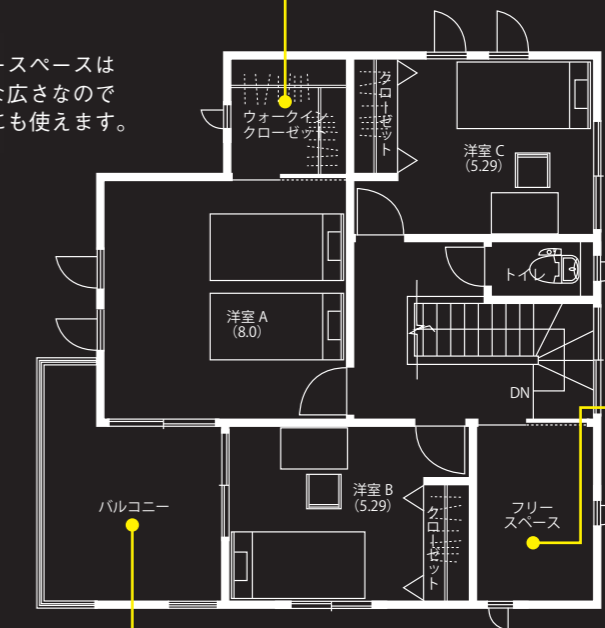 ースペースは
広さなので
にも使えます。
ウォークイン
クローゼット
クローゼット
洋室 C
(5.29)
トイレ
洋室 A
(8.0)
DN
バルコニー
洋室 B
(5.29)
クローゼット
フリー
スペース